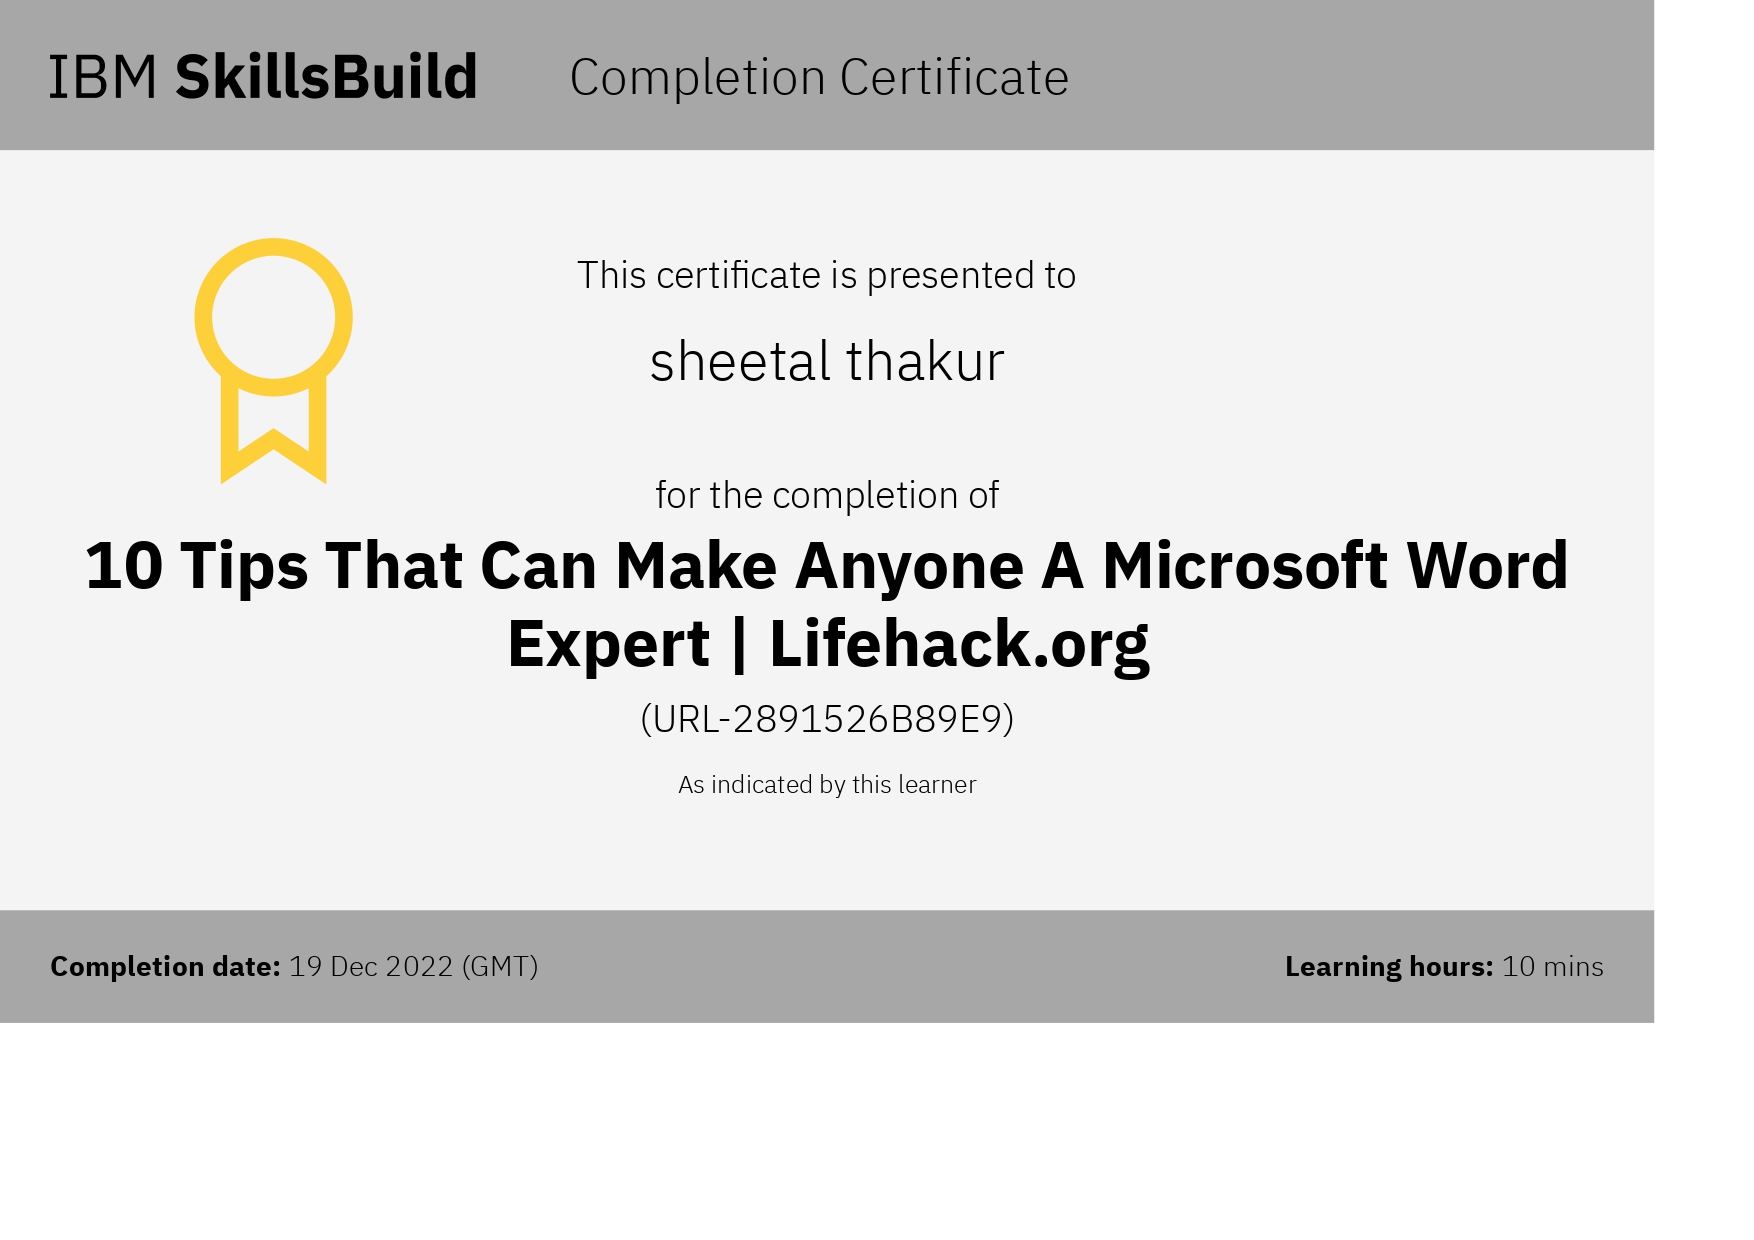 IBM SkillsBuild Completion Certificate
This certificate is presented to
sheetal thakur
for the completion of
10 Tips That Can Make Anyone A Microsoft Word
Expert | Lifehack.org
(URL-2891526B89E9)
As indicated by this learner
Completion date: 19 Dec 2022 (GMT) Learning hours: 10 mins